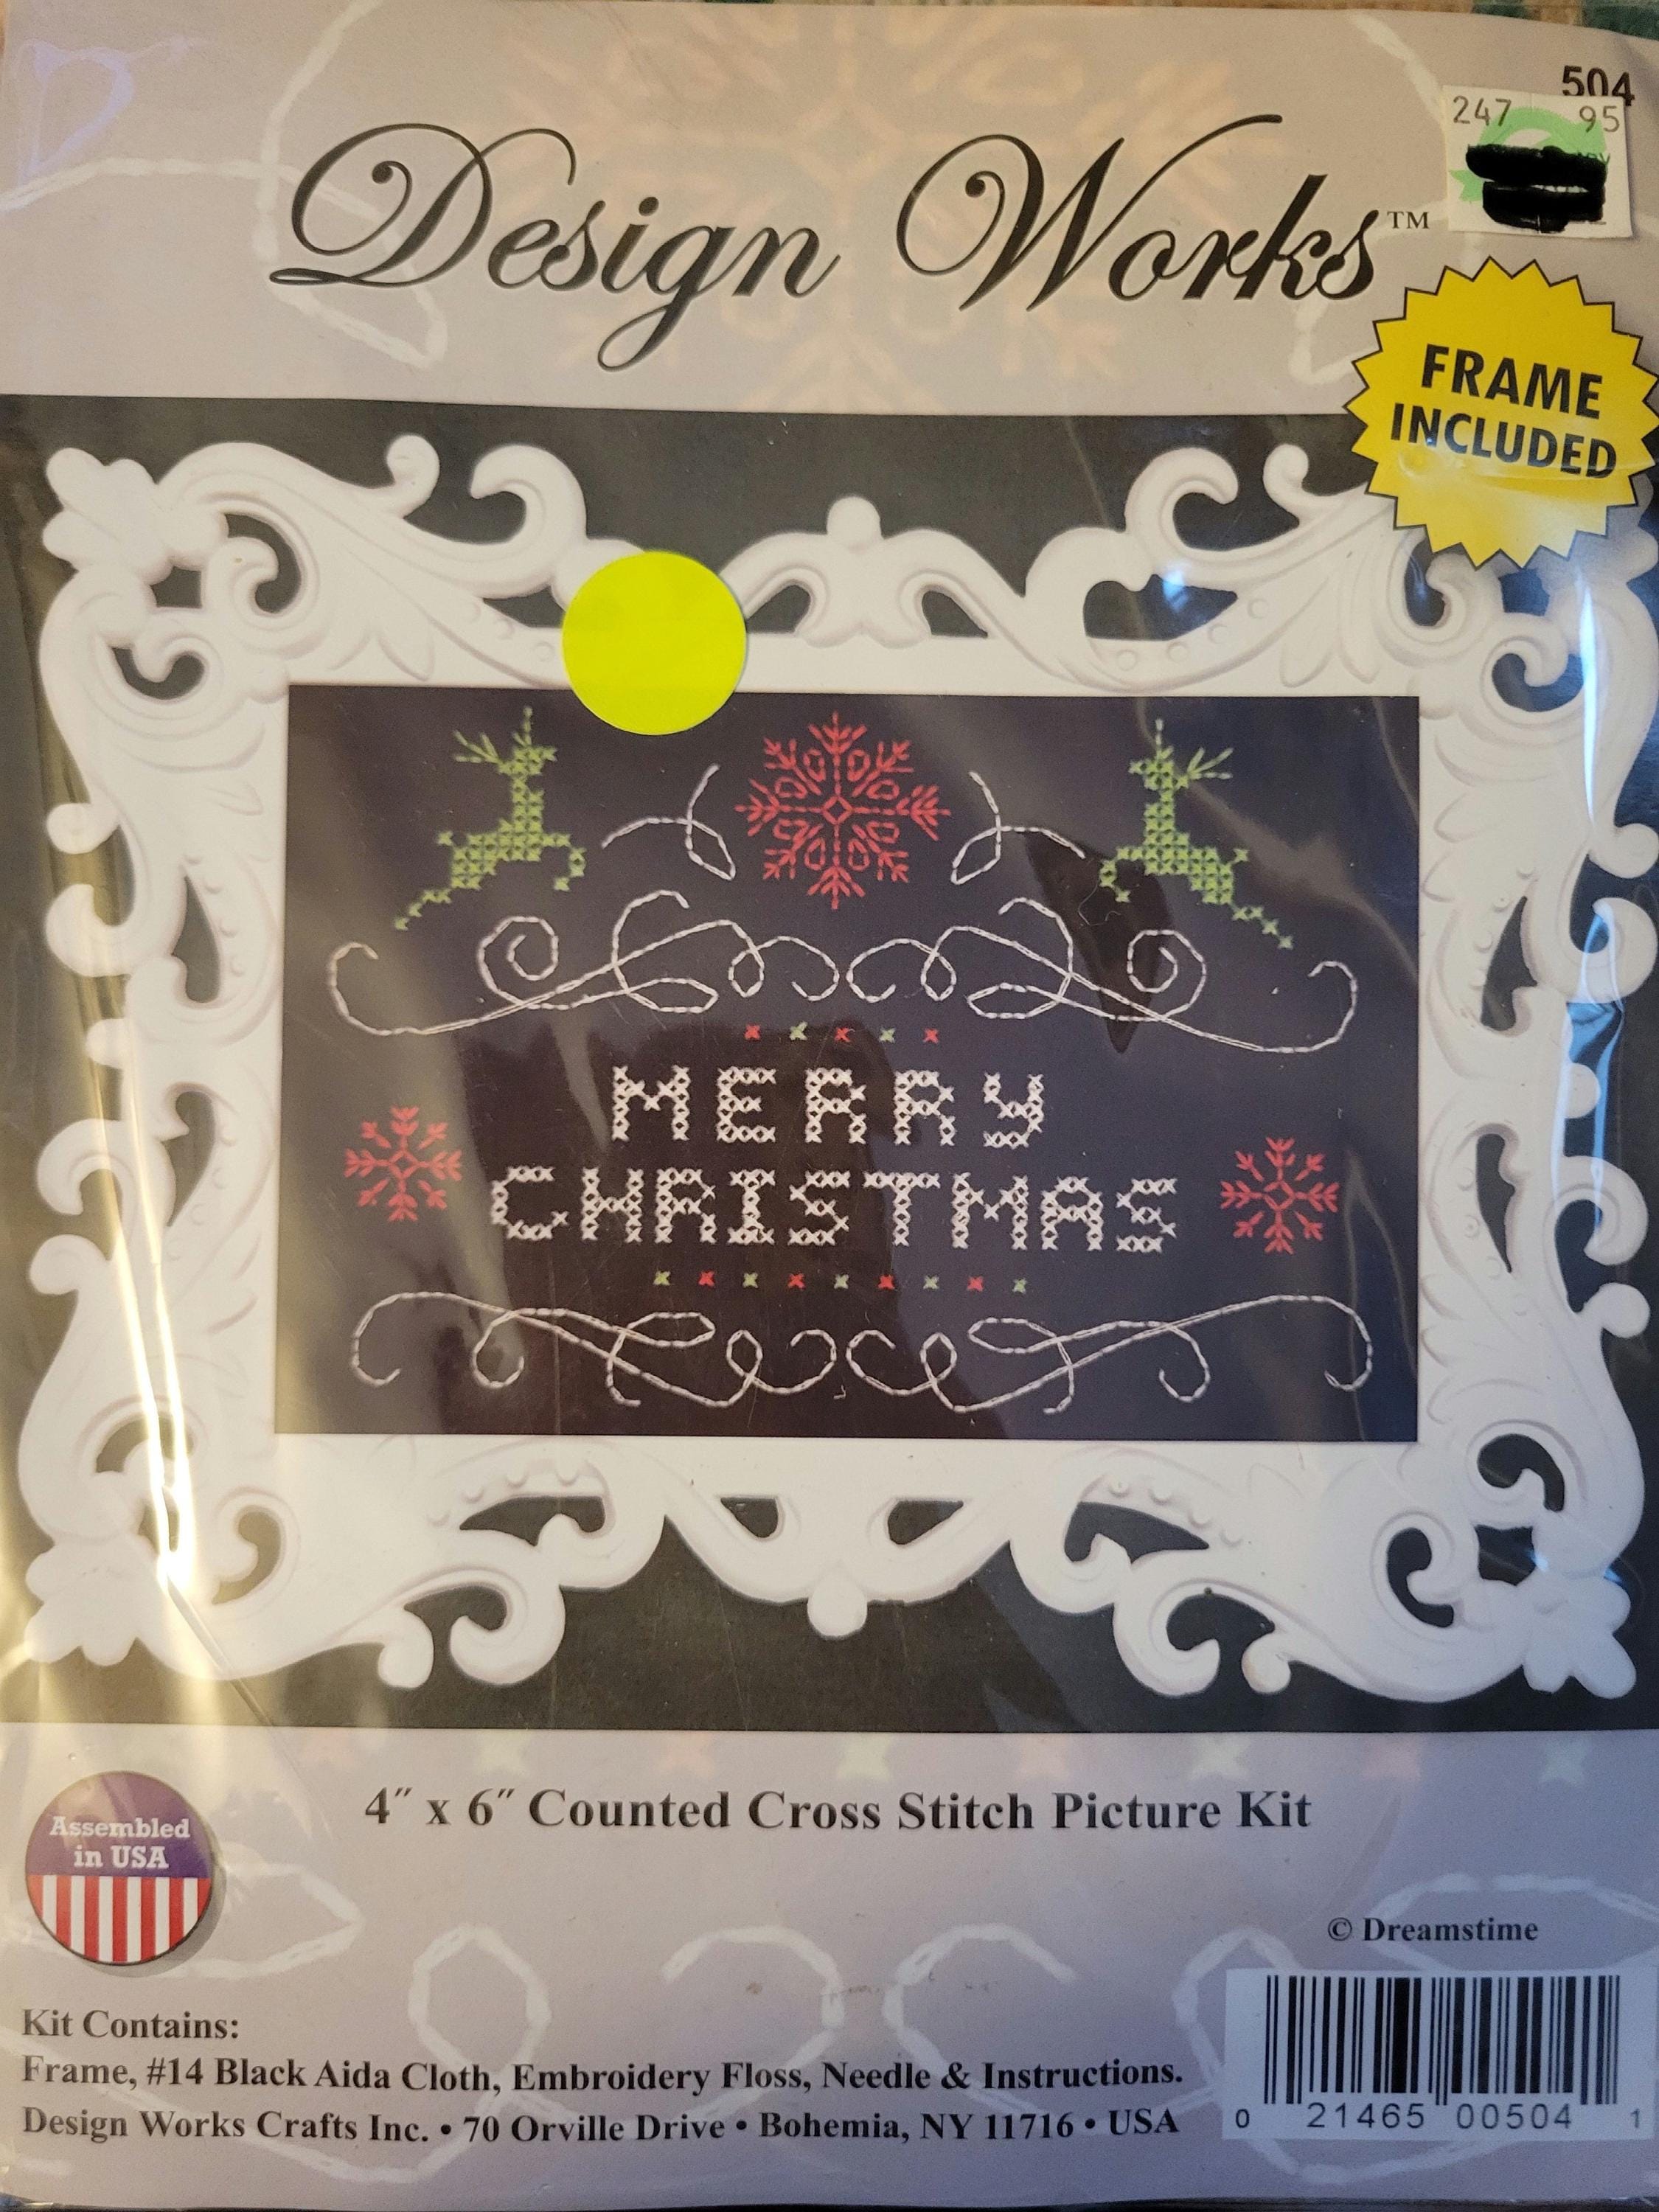 504
247 95
Design Works™
FRAME
INCLUDED
MERRY
CHRISTMAS
4" x 6" Counted Cross Stitch Picture Kit
Assembled
in USA
© Dreamstime
Kit Contains:
Frame, #14 Black Aida Cloth, Embroidery Floss, Needle & Instructions.
Design Works Crafts Inc. • 70 Orville Drive • Bohemia, NY 11716 • USA
0 21465 00504 1